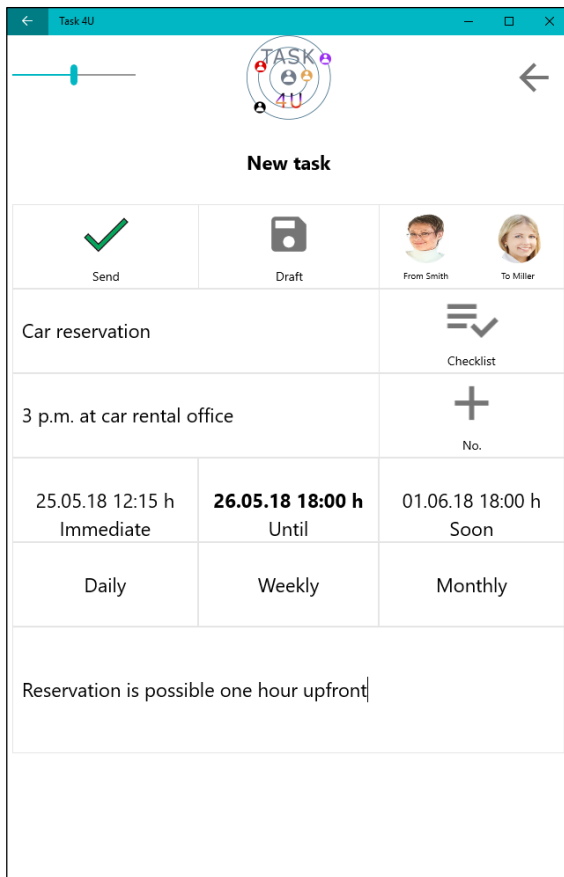 Task 4U
TASK
4U
New task
Send
Draft
From Smith
To Miller
Car reservation
Checklist
3 p.m. at car rental office
No.
25.05.18 12:15 h
Immediate
26.05.18 18:00 h
Until
01.06.18 18:00 h
Soon
Daily
Weekly
Monthly
Reservation is possible one hour upfront